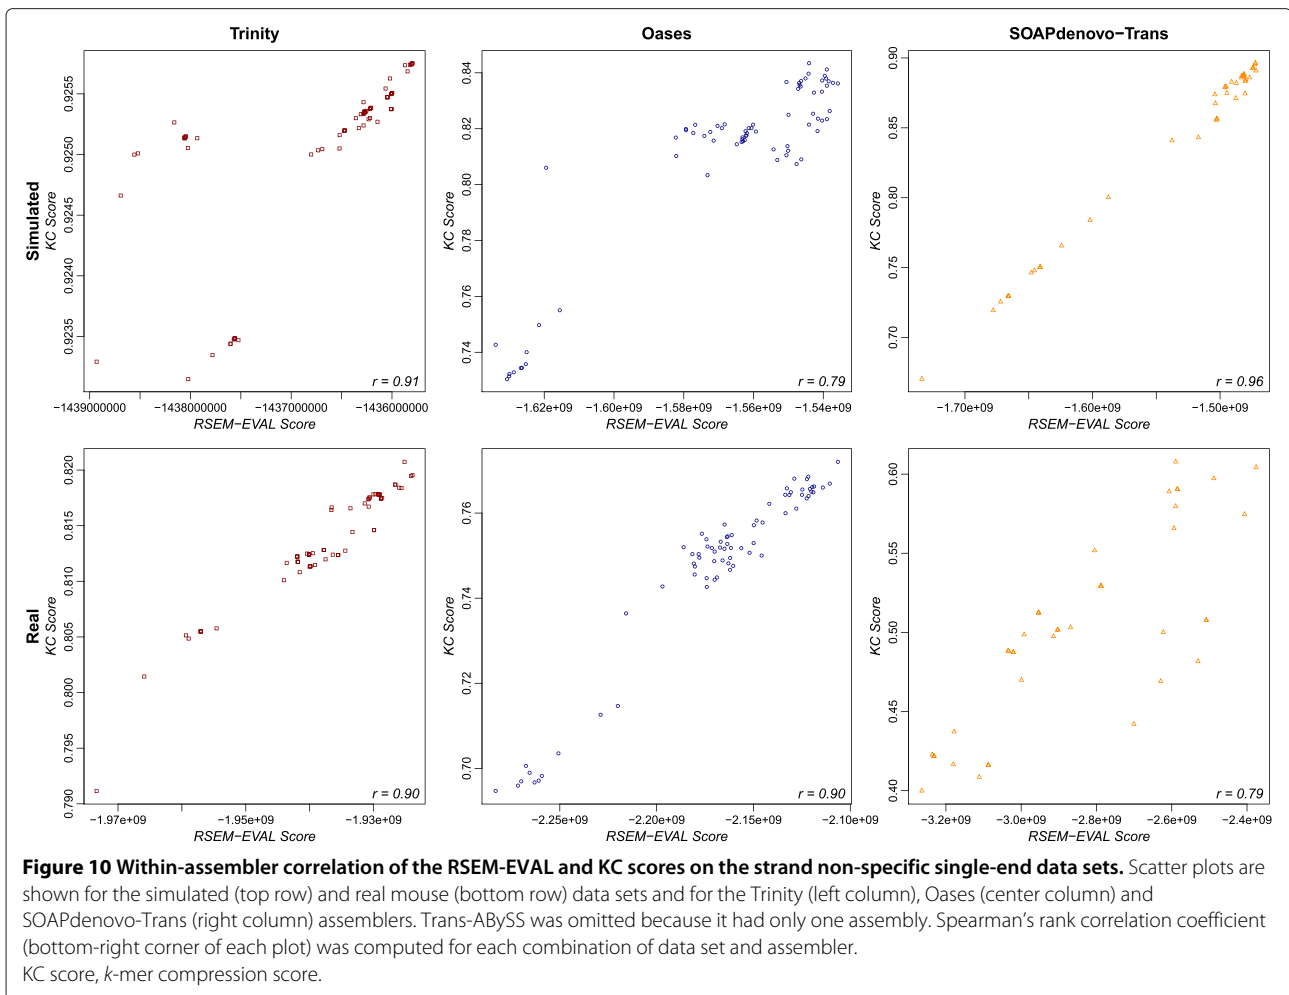 Trinity
Oases
SOAPdenovo−Trans
Simulated
KC Score
0.9235
0.9240
0.9245
0.9250
0.9255
−1439000000
−1438000000
−1437000000
−1436000000
RSEM−EVAL Score
r = 0.91
KC Score
0.74
0.76
0.78
0.80
0.82
0.84
−1.62e+09
−1.60e+09
−1.58e+09
−1.56e+09
−1.54e+09
RSEM−EVAL Score
r = 0.79
KC Score
0.70
0.75
0.80
0.85
0.90
−1.70e+09
−1.60e+09
−1.50e+09
RSEM−EVAL Score
r = 0.96
Real
KC Score
0.790
0.795
0.800
0.805
0.810
0.815
0.820
−1.97e+09
−1.95e+09
−1.93e+09
RSEM−EVAL Score
r = 0.90
KC Score
0.70
0.72
0.74
0.76
−2.25e+09
−2.20e+09
−2.15e+09
−2.10e+09
RSEM−EVAL Score
r = 0.90
KC Score
0.40
0.45
0.50
0.55
0.60
−3.2e+09
−3.0e+09
−2.8e+09
−2.6e+09
−2.4e+09
RSEM−EVAL Score
r = 0.79
Figure 10 Within-assembler correlation of the RSEM-EVAL and KC scores on the strand non-specific single-end data sets. Scatter plots are
shown for the simulated (top row) and real mouse (bottom row) data sets and for the Trinity (left column), Oases (center column) and
SOAPdenovo-Trans (right column) assemblers. Trans-ABySS was omitted because it had only one assembly. Spearman's rank correlation coefficient
(bottom-right corner of each plot) was computed for each combination of data set and assembler.
KC score, k-mer compression score.